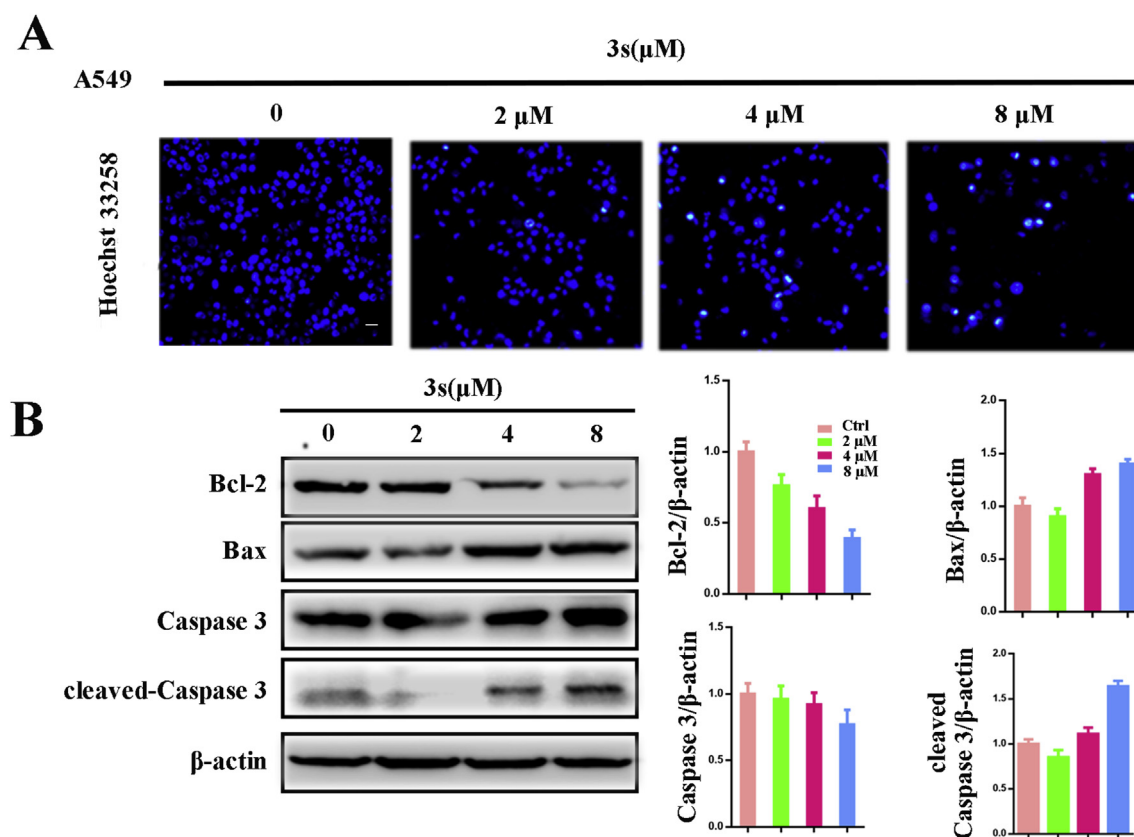 A
3s(μM)
A549
0
2 μM
4 μM
8 μM
Hoechst 33258
B
3s(μM)
0
2
4
8
Bcl-2
Bax
Caspase 3
cleaved-Caspase 3
β-actin
1.5
1.0
0.5
0.0
Bcl-2/β-actin
Ctrl
2 μM
4 μM
8 μM
2.0
1.5
1.0
0.5
0.0
Bax/β-actin
1.5
1.0
0.5
0.0
Caspase 3/β-actin
2.0
1.5
1.0
0.5
0.0
cleaved
Caspase 3/β-actin